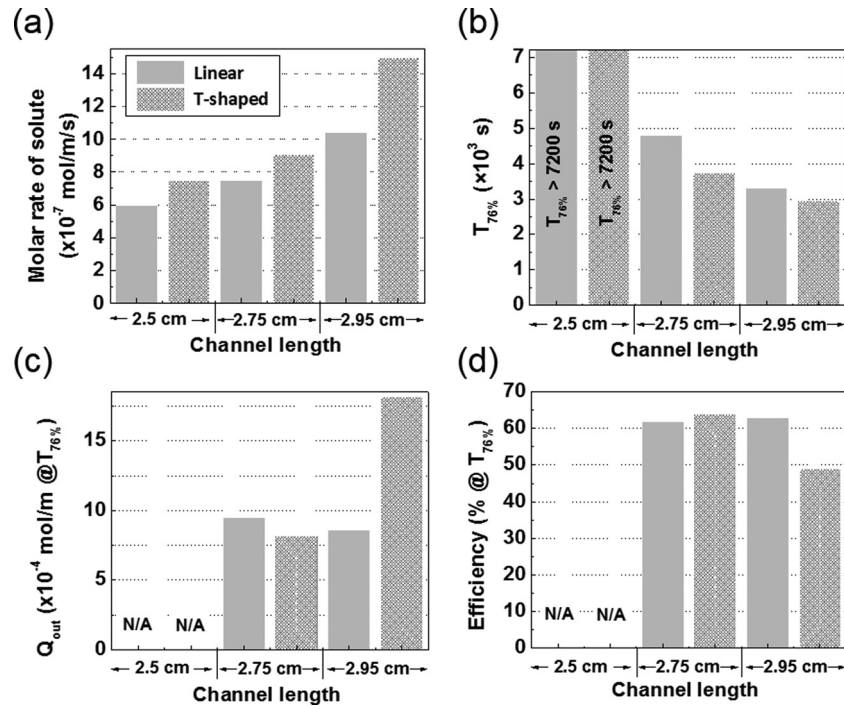 (a)
Molar rate of solute
(x10⁻⁷ mol/m/s)
14
12
10
8
6
4
2
0
Linear
T-shaped
2.5 cm
2.75 cm
2.95 cm
Channel length
(b)
T76% (×10³ s)
7
6
5
4
3
2
1
0
T76% > 7200 s
T76% > 7200 s
2.5 cm
2.75 cm
2.95 cm
Channel length
(c)
Qout (x10⁻⁴ mol/m @T76%)
15
10
5
0
N/A
N/A
2.5 cm
2.75 cm
2.95 cm
Channel length
(d)
Efficiency (% @ T76%)
70
60
50
40
30
20
10
0
N/A
N/A
2.5 cm
2.75 cm
2.95 cm
Channel length